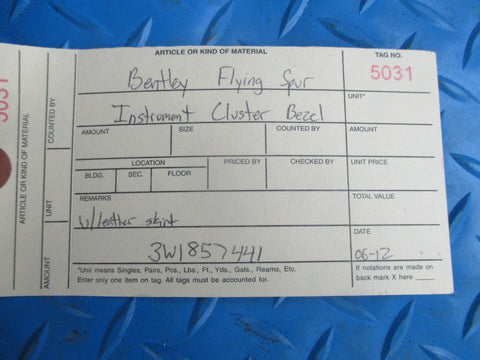 ARTICLE OR KIND OF MATERIAL
TAG NO.
Bentley Flying Spur
5031
UNIT*
Instrument Cluster Bezel
AMOUNT
SIZE
COUNTED BY
AMOUNT
LOCATION
PRICED BY
CHECKED BY
UNIT PRICE
BLDG.
SEC.
FLOOR
REMARKS
TOTAL VALUE
w/leather skirt
DATE
3W1857441
06-12
*Unit means Singles, Pairs, Pcs., Lbs., Ft., Yds., Gals., Reams, Etc.
Enter only one item on tag. All tags must be accounted for.
If notations are made on
back mark X here
5031
ARTICLE OR KIND OF MATERIAL
COUNTED BY
UNIT
AMOUNT